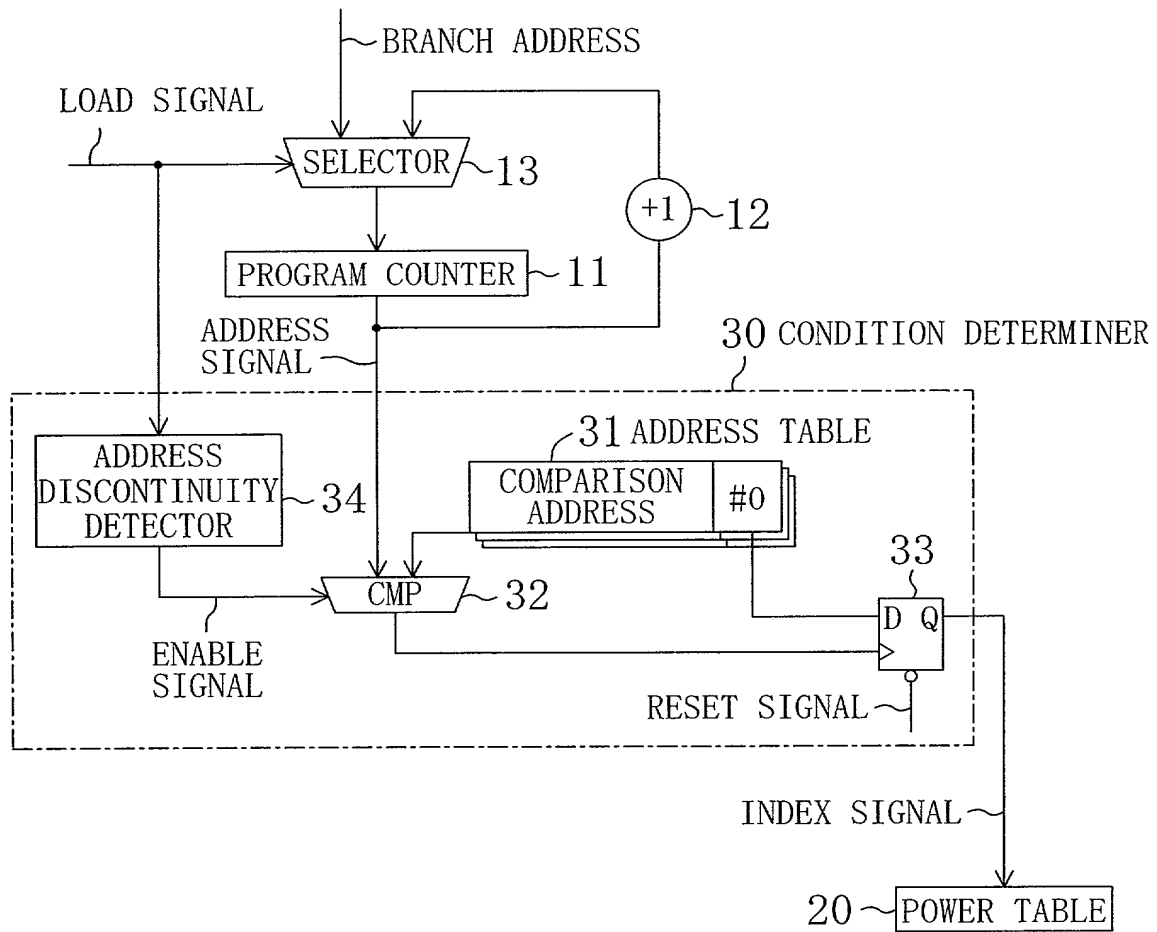 BRANCH ADDRESS
LOAD SIGNAL
SELECTOR
13
+1
12
PROGRAM COUNTER
11
ADDRESS
SIGNAL
30 CONDITION DETERMINER
31 ADDRESS TABLE
ADDRESS
DISCONTINUITY
DETECTOR
34
COMPARISON
ADDRESS
#0
CMP
32
33
D Q
ENABLE
SIGNAL
RESET SIGNAL
INDEX SIGNAL
20
POWER TABLE